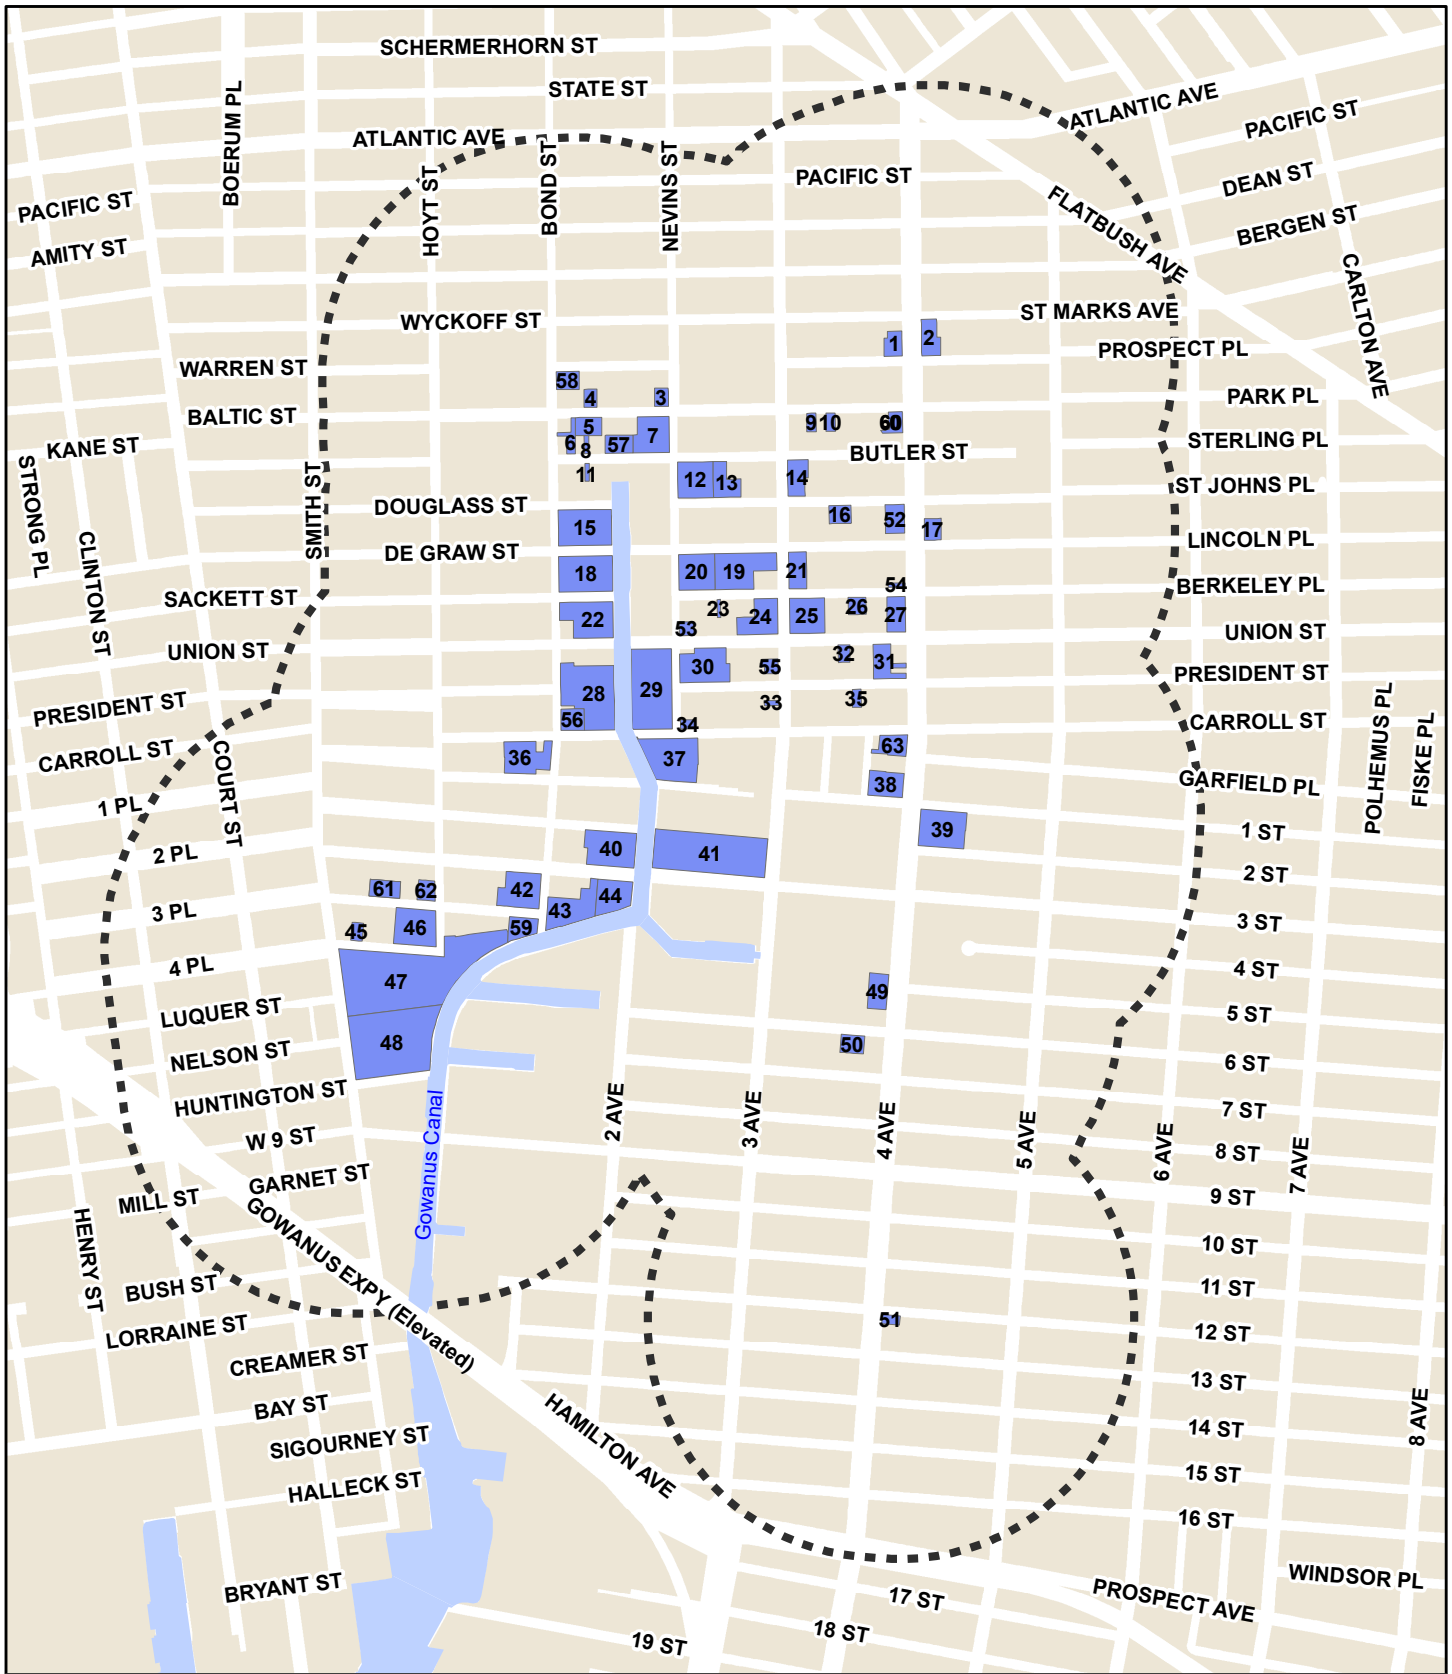 SCHERMERHORN ST
STATE ST
BOERUM PL
ATLANTIC AVE
ATLANTIC AVE
PACIFIC ST
HOYT ST
BOND ST
NEVINS ST
PACIFIC ST
DEAN ST
PACIFIC ST
AMITY ST
FLATBUSH AVE
BERGEN ST
CARLTON AVE
WYCKOFF ST
ST MARKS AVE
1
2
PROSPECT PL
WARREN ST
58
4
3
PARK PL
BALTIC ST
KANE ST
5
6
8
57
7
9
10
60
STERLING PL
BUTLER ST
STRONG PL
SMITH ST
11
12
13
14
ST JOHNS PL
DOUGLASS ST
15
16
52
17
LINCOLN PL
CLINTON ST
DE GRAW ST
18
20
19
21
54
BERKELEY PL
SACKETT ST
22
23
53
24
25
26
27
UNION ST
UNION ST
30
55
32
31
PRESIDENT ST
PRESIDENT ST
28
29
56
33
34
35
CARROLL ST
POLHEMUS PL
FISKE PL
CARROLL ST
COURT ST
36
37
63
38
GARFIELD PL
1 PL
39
1 ST
2 PL
40
41
2 ST
61
62
42
43
44
3 PL
45
46
59
3 ST
4 PL
47
49
4 ST
LUQUER ST
5 ST
NELSON ST
48
50
6 ST
HUNTINGTON ST
Gowanus Canal
2 AVE
3 AVE
4 AVE
5 AVE
6 AVE
7 AVE
7 ST
W 9 ST
8 ST
GARNET ST
MILL ST
9 ST
HENRY ST
GOWANUS EXPY (Elevated)
10 ST
BUSH ST
11 ST
LORRAINE ST
51
12 ST
CREAMER ST
13 ST
BAY ST
HAMILTON AVE
8 AVE
14 ST
SIGOURNEY ST
15 ST
HALLECK ST
16 ST
BRYANT ST
WINDSOR PL
17 ST
PROSPECT AVE
18 ST
19 ST